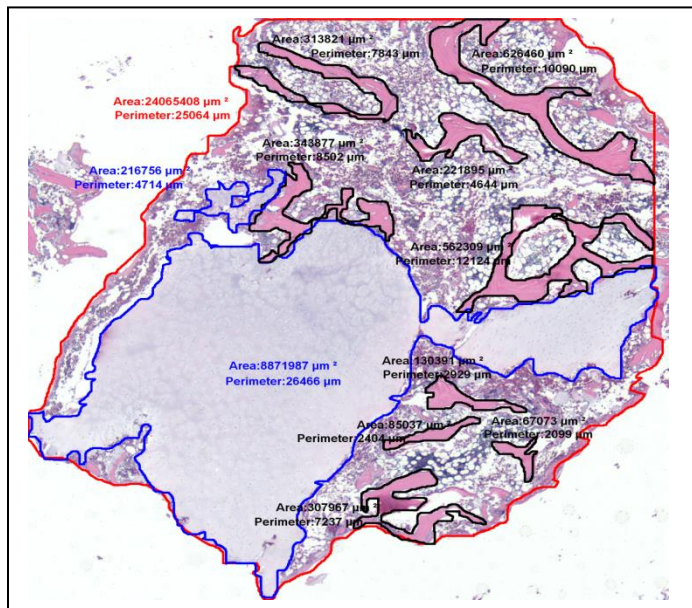 Area:313821 µm ²
Perimeter:7843 µm
Area:626460 µm ²
Perimeter:10090 µm
Area:24065408 µm ²
Perimeter:25064 µm
Area:343877 µm ²
Perimeter:8502 µm
Area:216756 µm ²
Perimeter:4714 µm
Area:221895 µm ²
Perimeter:4644 µm
Area:562309 µm ²
Perimeter:12124 µm
Area:8871987 µm ²
Perimeter:26466 µm
Area:130391 µm ²
Perimeter:2929 µm
Area:85037 µm ²
Perimeter:2404 µm
Area:67073 µm ²
Perimeter:2099 µm
Area:307967 µm ²
Perimeter:7237 µm